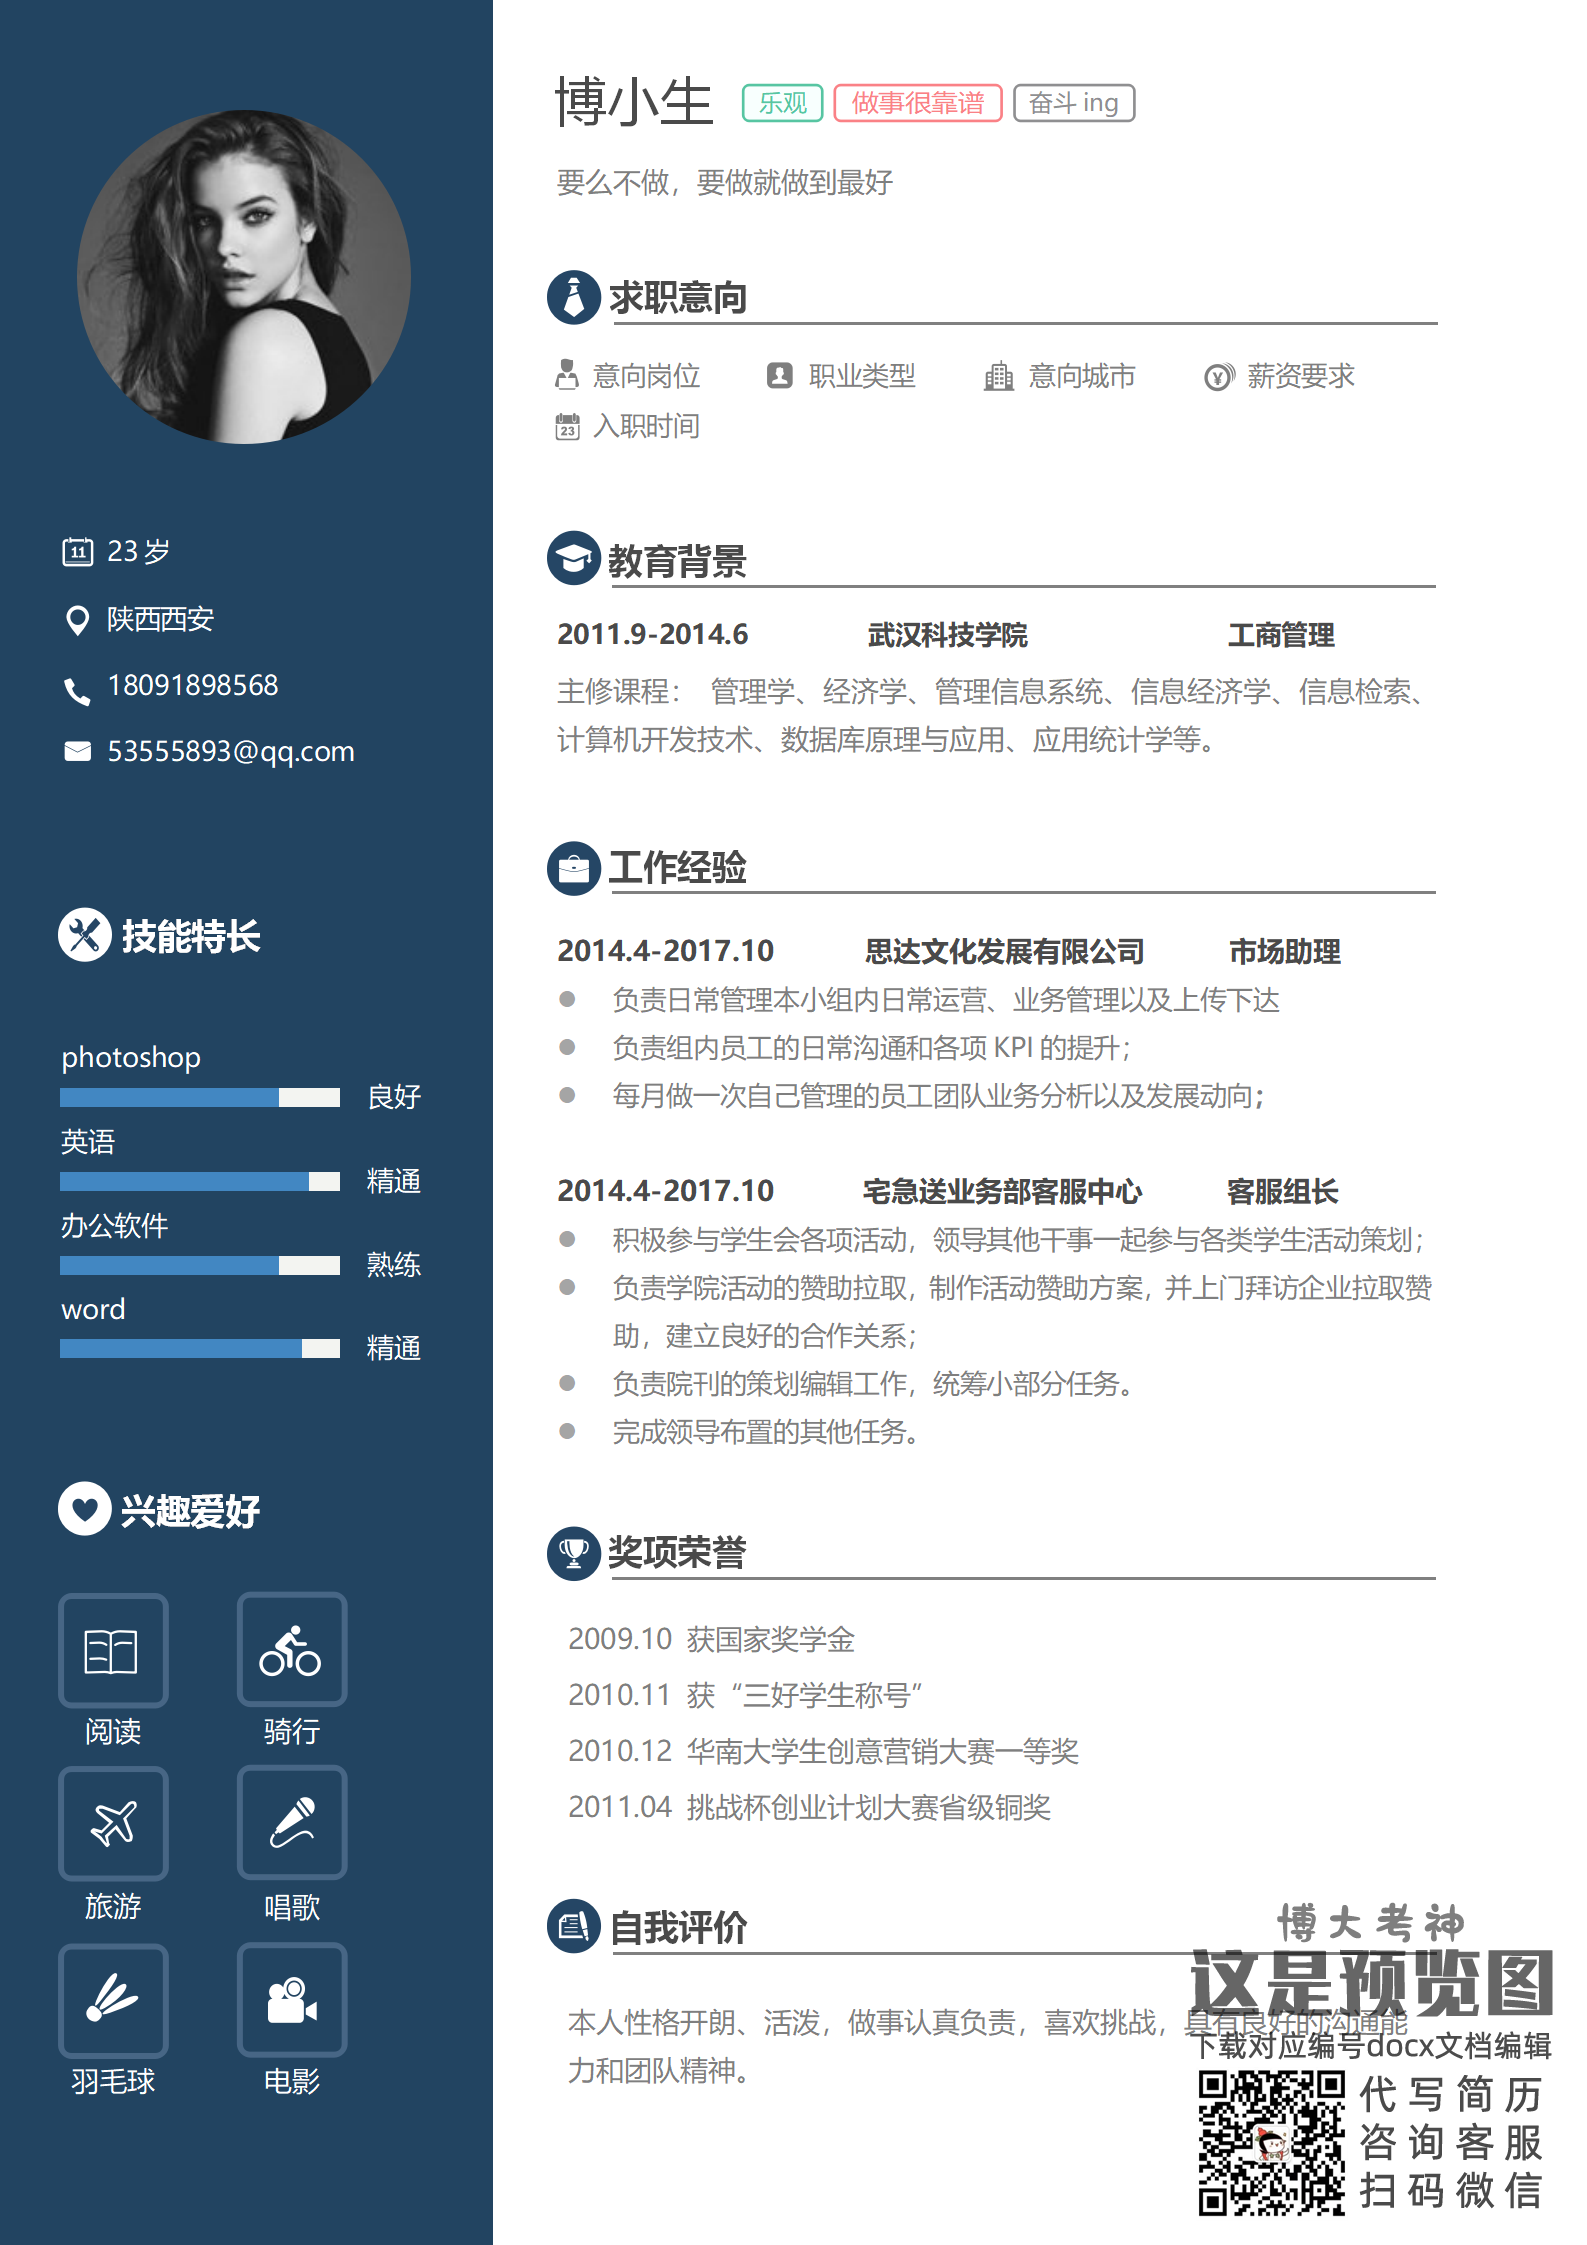 23 岁
陕西西安
18091898568
53555893@qq.com
技能特长
photoshop
良好
英语
精通
办公软件
熟练
word
精通
兴趣爱好
阅读
骑行
旅游
唱歌
羽毛球
电影
博小生 乐观 做事很靠谱 奋斗 ing
要么不做，要做就做到最好
求职意向
意向岗位 职业类型 意向城市 薪资要求
入职时间
教育背景
2011.9-2014.6 武汉科技学院 工商管理
主修课程： 管理学、经济学、管理信息系统、信息经济学、信息检索、
计算机开发技术、数据库原理与应用、应用统计学等。
工作经验
2014.4-2017.10 思达文化发展有限公司 市场助理
● 负责日常管理本小组内日常运营、业务管理以及上传下达
● 负责组内员工的日常沟通和各项 KPI 的提升；
● 每月做一次自己管理的员工团队业务分析以及发展动向；
2014.4-2017.10 宅急送业务部客服中心 客服组长
● 积极参与学生会各项活动，领导其他干事一起参与各类学生活动策划；
● 负责学院活动的赞助拉取，制作活动赞助方案，并上门拜访企业拉取赞
助，建立良好的合作关系；
● 负责院刊的策划编辑工作，统筹小部分任务。
● 完成领导布置的其他任务。
奖项荣誉
2009.10 获国家奖学金
2010.11 获“三好学生称号”
2010.12 华南大学生创意营销大赛一等奖
2011.04 挑战杯创业计划大赛省级铜奖
自我评价
本人性格开朗、活泼，做事认真负责，喜欢挑战，具有良好的沟通能
力和团队精神。
博大考神
这是预览图
下载对应编号docx文档编辑
代写简历
咨询客服
扫码微信